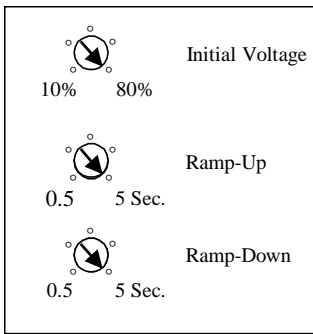 Initial Voltage
10% 80%
Ramp-Up
0.5 5 Sec.
Ramp-Down
0.5 5 Sec.